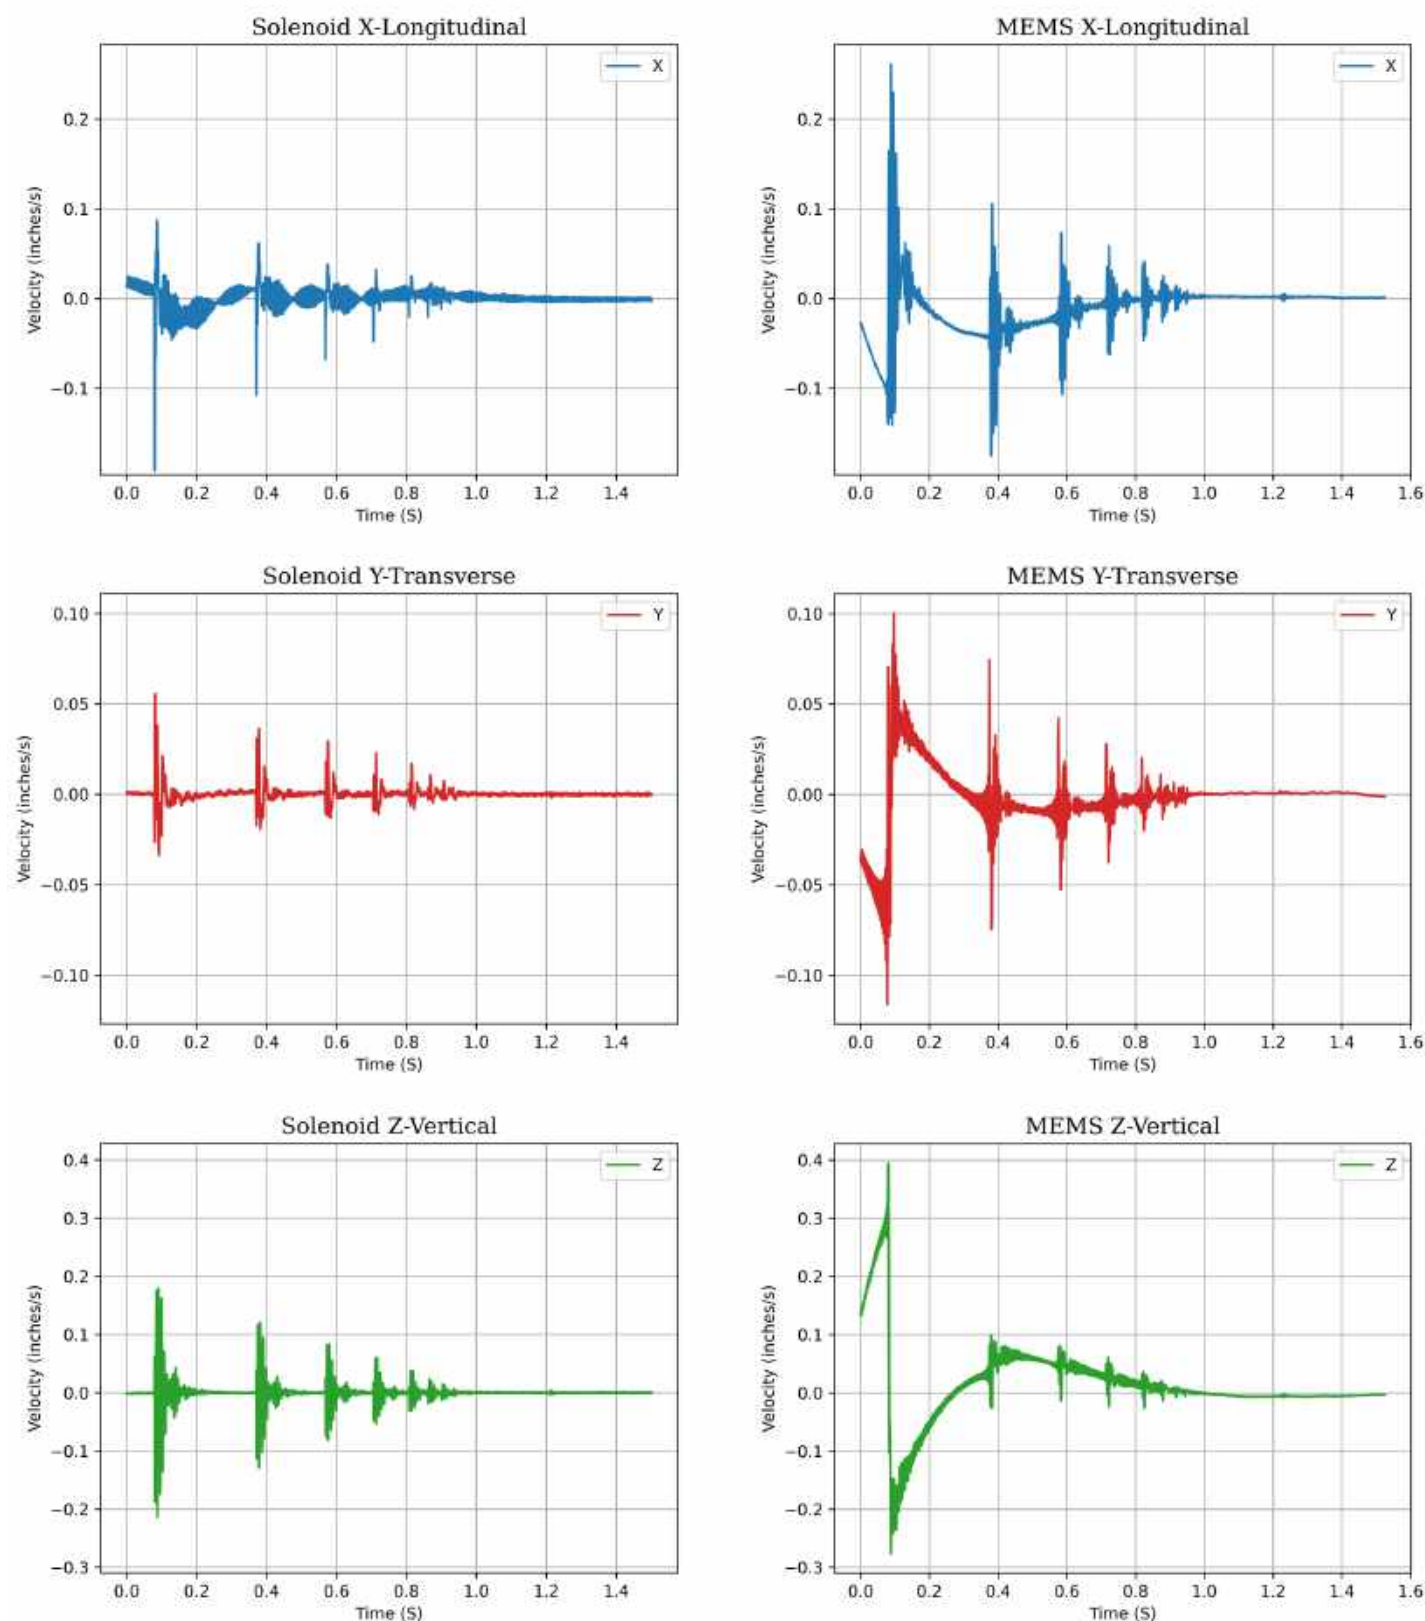 Solenoid X-Longitudinal
X
Velocity (inches/s)
0.2
0.1
0.0
−0.1
0.0 0.2 0.4 0.6 0.8 1.0 1.2 1.4
Time (S)
MEMS X-Longitudinal
X
Velocity (inches/s)
0.2
0.1
0.0
−0.1
0.0 0.2 0.4 0.6 0.8 1.0 1.2 1.4 1.6
Time (S)
Solenoid Y-Transverse
Y
Velocity (inches/s)
0.10
0.05
0.00
−0.05
−0.10
0.0 0.2 0.4 0.6 0.8 1.0 1.2 1.4
Time (S)
MEMS Y-Transverse
Y
Velocity (inches/s)
0.10
0.05
0.00
−0.05
−0.10
0.0 0.2 0.4 0.6 0.8 1.0 1.2 1.4 1.6
Time (S)
Solenoid Z-Vertical
Z
Velocity (inches/s)
0.4
0.3
0.2
0.1
0.0
−0.1
−0.2
−0.3
0.0 0.2 0.4 0.6 0.8 1.0 1.2 1.4
Time (S)
MEMS Z-Vertical
Z
Velocity (inches/s)
0.4
0.3
0.2
0.1
0.0
−0.1
−0.2
−0.3
0.0 0.2 0.4 0.6 0.8 1.0 1.2 1.4 1.6
Time (S)